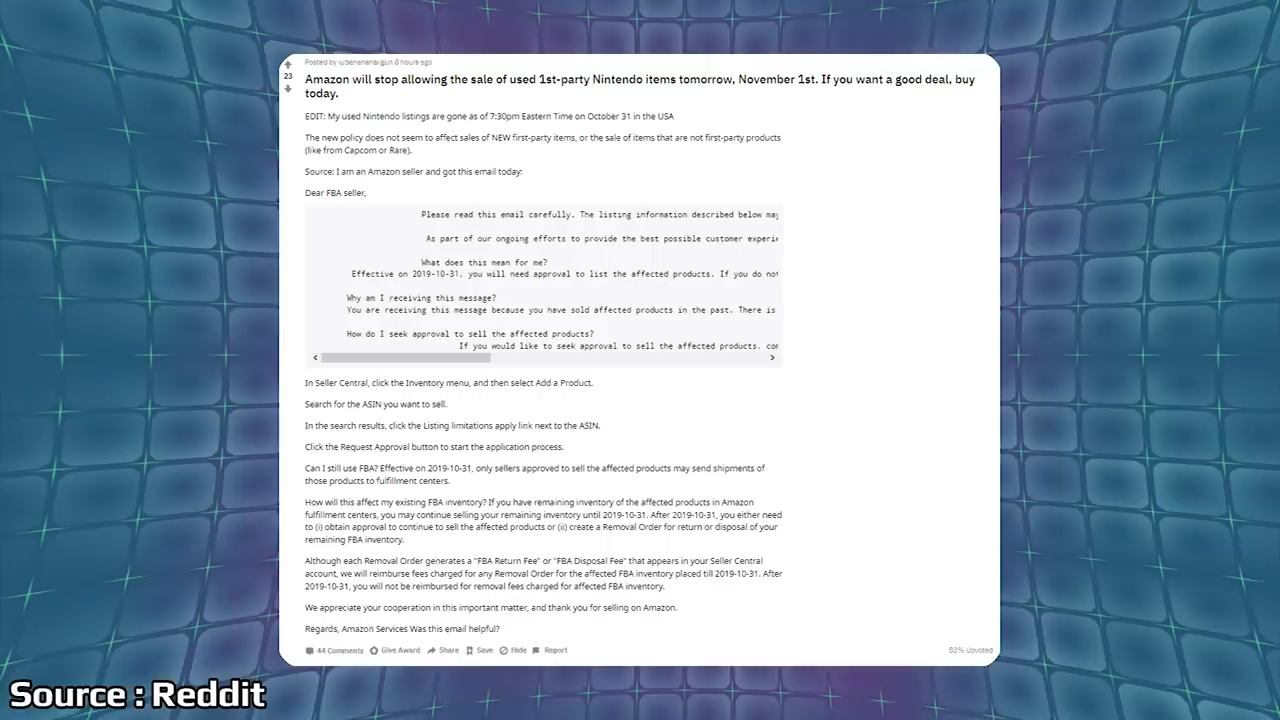 Posted by u/banananavigun 6 hours ago
23
Amazon will stop allowing the sale of used 1st-party Nintendo items tomorrow, November 1st. If you want a good deal, buy
today.
EDIT: My used Nintendo listings are gone as of 7:30pm Eastern Time on October 31 in the USA
The new policy does not seem to affect sales of NEW first-party items, or the sale of items that are not first-party products
(like from Capcom or Rare).
Source: I am an Amazon seller and got this email today:
Dear FBA seller,
Please read this email carefully. The listing information described below may
As part of our ongoing efforts to provide the best possible customer experi
What does this mean for me?
Effective on 2019-10-31, you will need approval to list the affected products. If you do not
Why am I receiving this message?
You are receiving this message because you have sold affected products in the past. There is
How do I seek approval to sell the affected products?
If you would like to seek approval to sell the affected products, co
In Seller Central, click the Inventory menu, and then select Add a Product.
Search for the ASIN you want to sell.
In the search results, click the Listing limitations apply link next to the ASIN.
Click the Request Approval button to start the application process.
Can I still use FBA? Effective on 2019-10-31, only sellers approved to sell the affected products may send shipments of
those products to fulfillment centers.
How will this affect my existing FBA inventory? If you have remaining inventory of the affected products in Amazon
fulfillment centers, you may continue selling your remaining inventory until 2019-10-31. After 2019-10-31, you either need
to (i) obtain approval to continue to sell the affected products or (ii) create a Removal Order for return or disposal of your
remaining FBA inventory.
Although each Removal Order generates a "FBA Return Fee" or "FBA Disposal Fee" that appears in your Seller Central
account, we will reimburse fees charged for any Removal Order for the affected FBA inventory placed till 2019-10-31. After
2019-10-31, you will not be reimbursed for removal fees charged for affected FBA inventory.
We appreciate your cooperation in this important matter, and thank you for selling on Amazon.
Regards, Amazon Services Was this email helpful?
44 Comments Give Award Share Save Hide Report 83% Upvoted
Source : Reddit